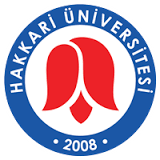 HAKKARİ ÜNİVERSİTESİ
• 2008 •